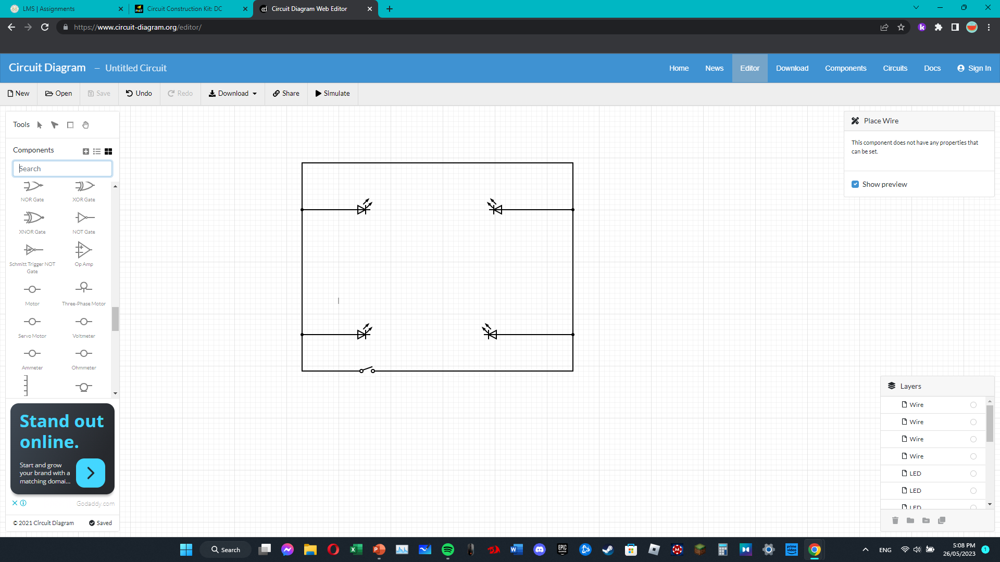 LMS | Assignments
Circuit Construction Kit: DC
Circuit Diagram Web Editor
https://www.circuit-diagram.org/editor/
Circuit Diagram – Untitled Circuit
Home News Editor Download Components Circuits Docs Sign In
New Open Save Undo Redo Download Share Simulate
Tools
Components
Search
NOR Gate XOR Gate
XNOR Gate NOT Gate
Schmitt Trigger NOT Gate Op Amp
Motor Three-Phase Motor
Servo Motor Voltmeter
Ammeter Ohmmeter
Stand out
online.
Start and grow
your brand with a
matching domai...
Godaddy.com
© 2021 Circuit Diagram Saved
Place Wire
This component does not have any properties that
can be set.
Show preview
Layers
Wire
Wire
Wire
Wire
LED
LED
LED
Search
EPIC
GAMES
prime
video
ENG
5:08 PM
26/05/2023
1